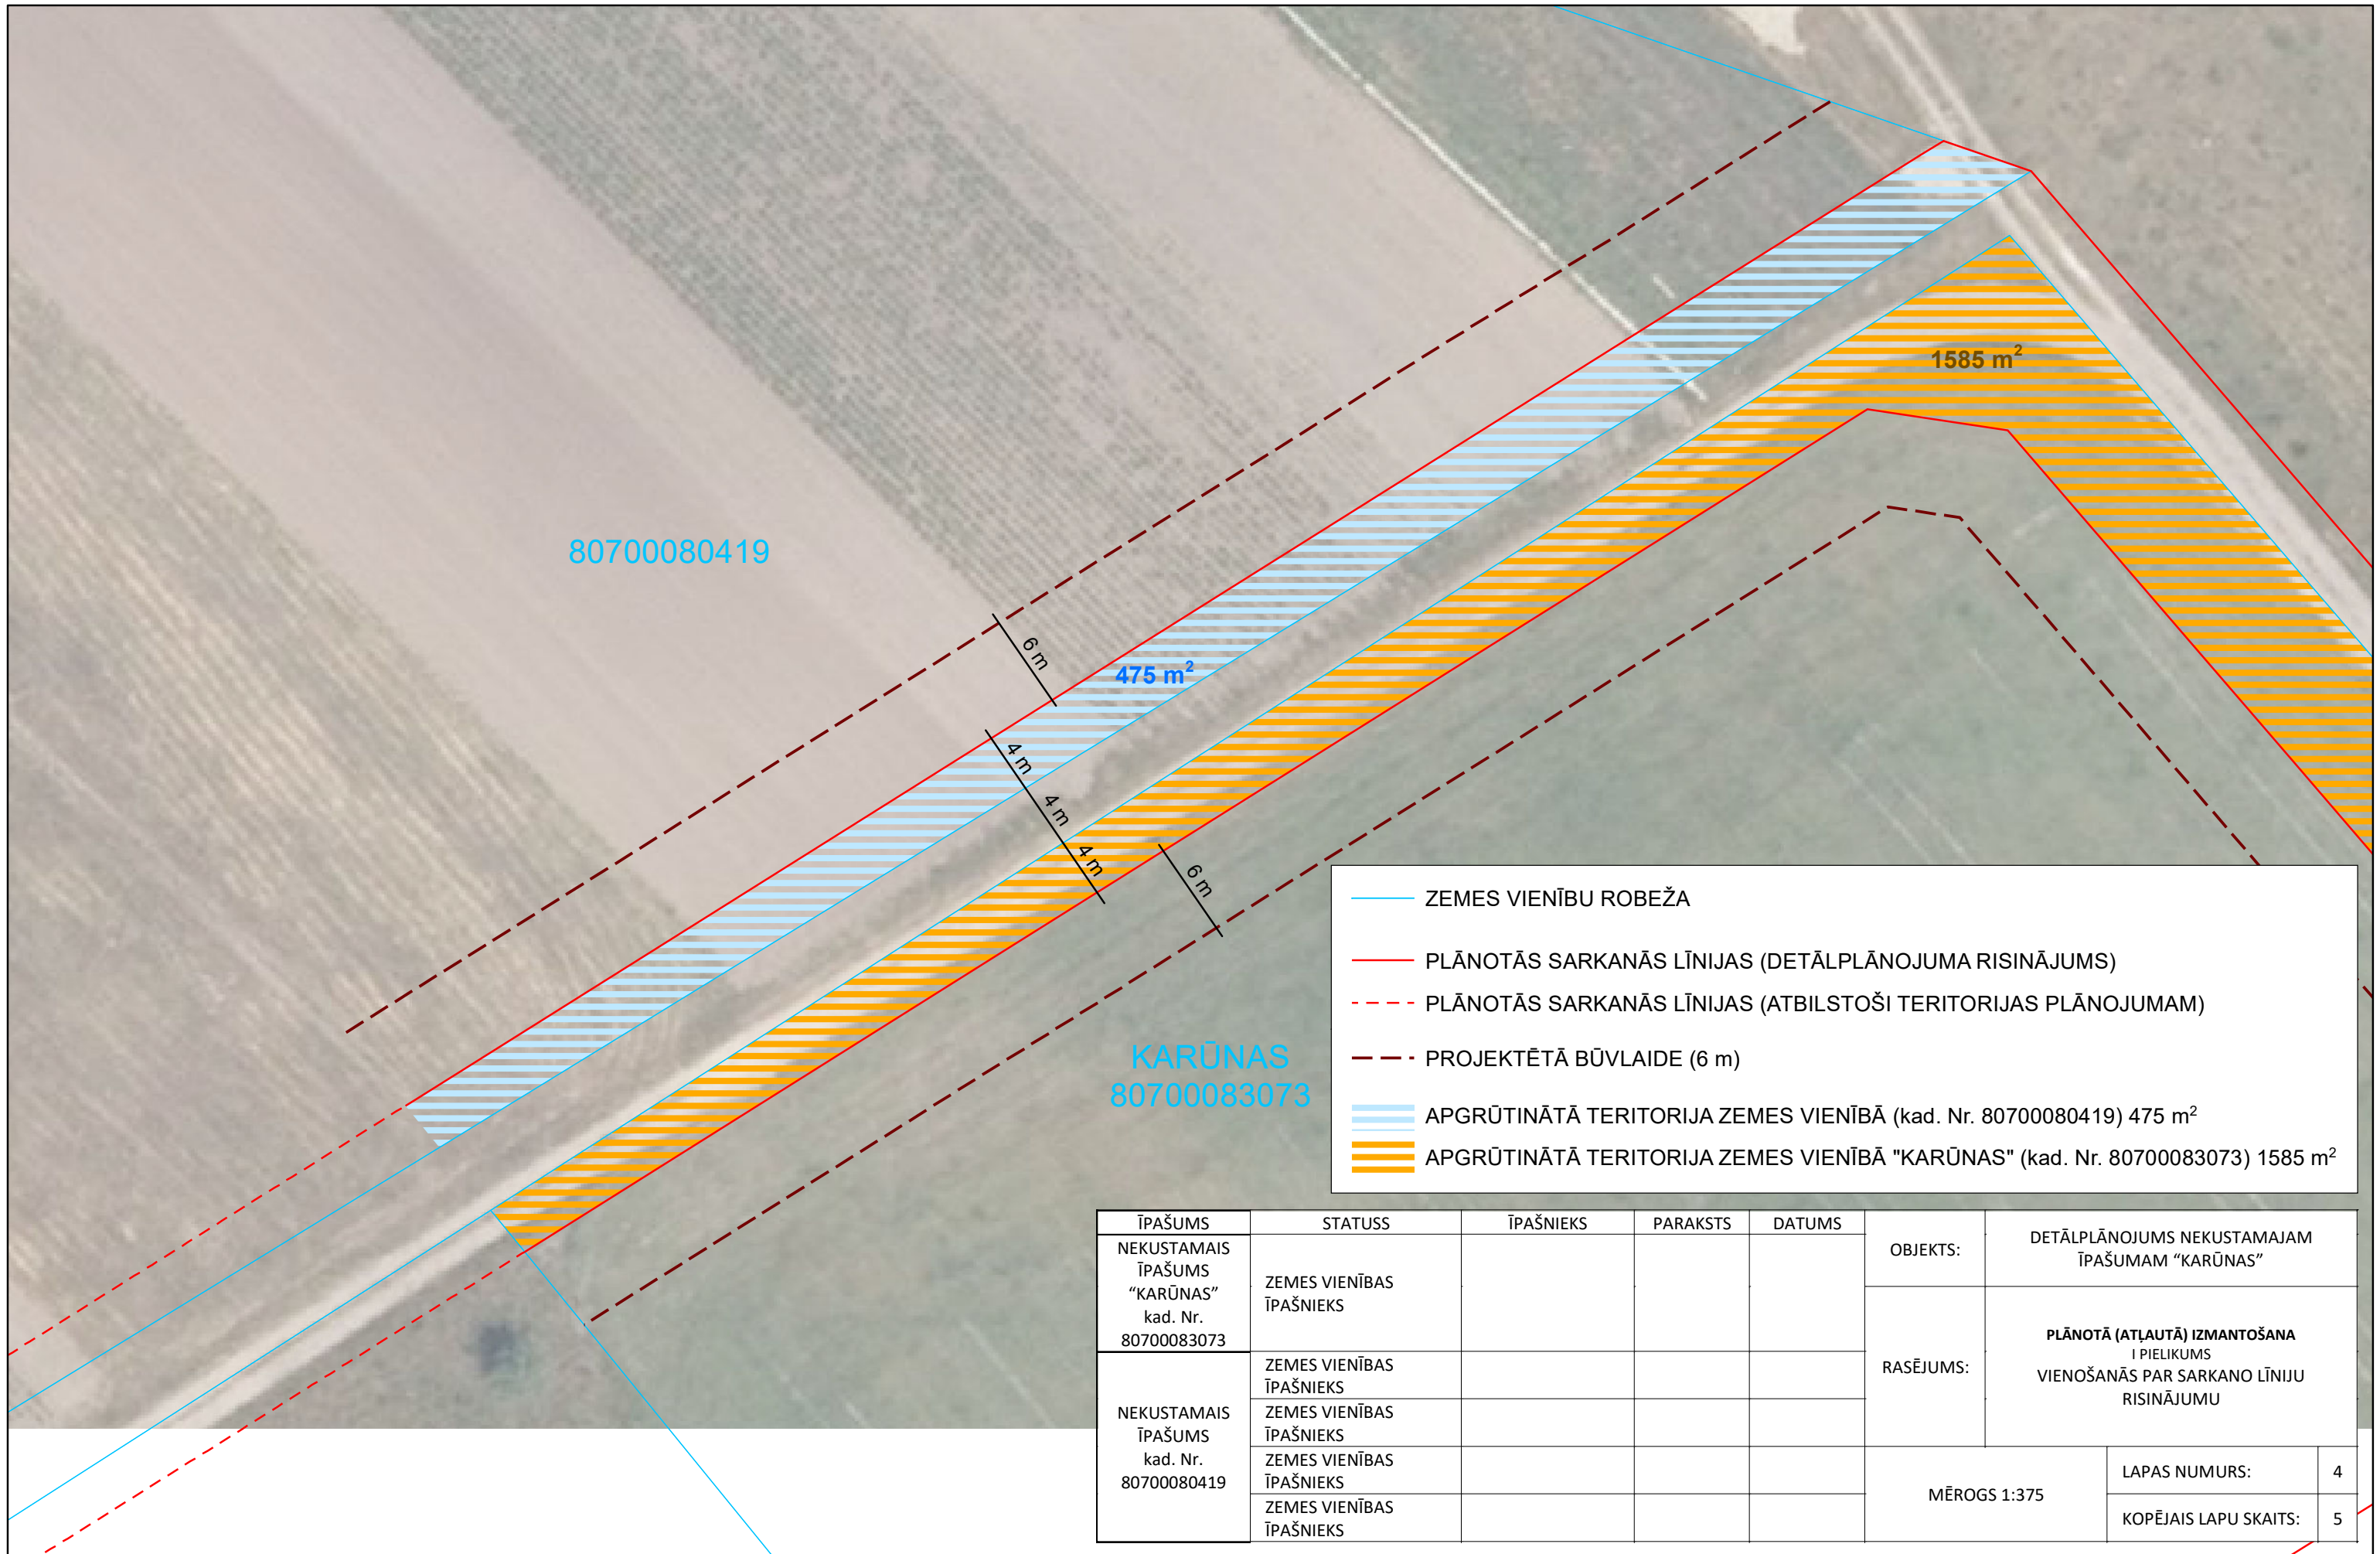 1585 m²
80700080419
6 m
475 m²
4 m
4 m
4 m
6 m
KARŪNAS
80700083073
ZEMES VIENĪBU ROBEŽA
PLĀNOTĀS SARKANĀS LĪNIJAS (DETĀLPLĀNOJUMA RISINĀJUMS)
PLĀNOTĀS SARKANĀS LĪNIJAS (ATBILSTOŠI TERITORIJAS PLĀNOJUMAM)
PROJEKTĒTĀ BŪVLAIDE (6 m)
APGRŪTINĀTĀ TERITORIJA ZEMES VIENĪBĀ (kad. Nr. 80700080419) 475 m²
APGRŪTINĀTĀ TERITORIJA ZEMES VIENĪBĀ "KARŪNAS" (kad. Nr. 80700083073) 1585 m²
ĪPAŠUMS STATUSS ĪPAŠNIEKS PARAKSTS DATUMS
NEKUSTAMAIS
ĪPAŠUMS
“KARŪNAS”
kad. Nr.
80700083073
ZEMES VIENĪBAS
ĪPAŠNIEKS
NEKUSTAMAIS
ĪPAŠUMS
kad. Nr.
80700080419
ZEMES VIENĪBAS
ĪPAŠNIEKS
ZEMES VIENĪBAS
ĪPAŠNIEKS
ZEMES VIENĪBAS
ĪPAŠNIEKS
ZEMES VIENĪBAS
ĪPAŠNIEKS
OBJEKTS:
DETĀLPLĀNOJUMS NEKUSTAMAJAM
ĪPAŠUMAM “KARŪNAS”
RASĒJUMS:
PLĀNOTĀ (ATĻAUTĀ) IZMANTOŠANA
I PIELIKUMS
VIENOŠANĀS PAR SARKANO LĪNIJU
RISINĀJUMU
MĒROGS 1:375
LAPAS NUMURS: 4
KOPĒJAIS LAPU SKAITS: 5